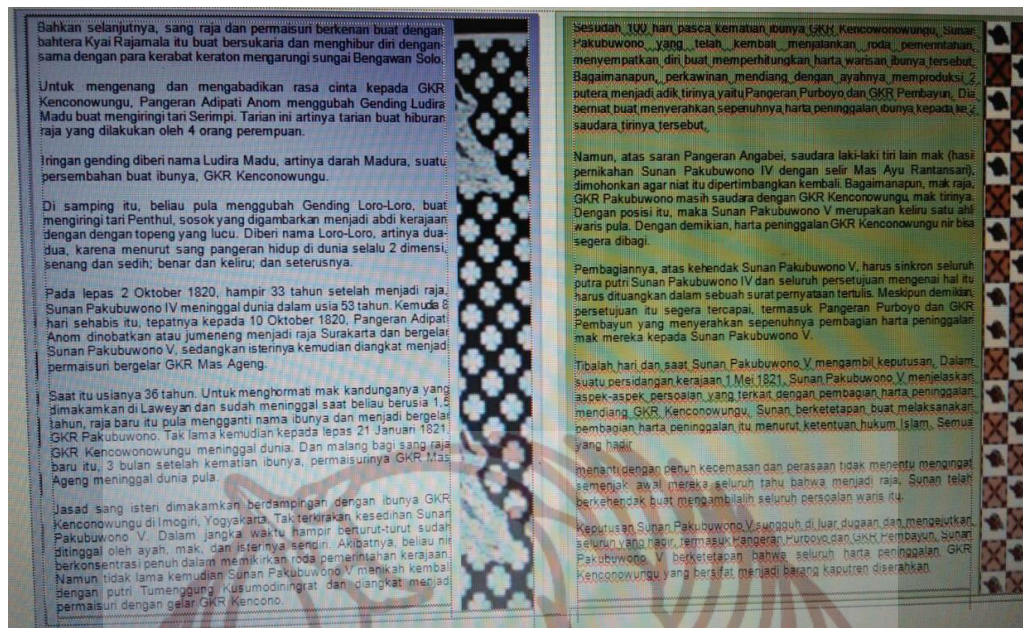 Bahkan selanjutnya, sang raja dan permaisuri berkenan buat dengan
bahtera Kyai Rajamala itu buat bersukaria dan menghibur diri dengan
sama dengan para kerabat keraton mengarungi sungai Bengawan Solo.
Untuk mengenang dan mengabadikan rasa cinta kepada GKR
Kenconowungu, Pangeran Adipati Anom menggubah Gending Ludira
Madu buat mengiringi tari Serimpi. Tarian ini artinya tarian buat hiburan
raja yang dilakukan oleh 4 orang perempuan.
Iringan gending diberi nama Ludira Madu, artinya darah Madura, suatu
persembahan buat ibunya, GKR Kenconowungu.
Di samping itu, beliau pula menggubah Gending Loro-Loro, buat
mengiringi tari Penthul, sosok yang digambarkan menjadi abdi kerajaan
dengan dengan topeng yang lucu. Diberi nama Loro-Loro, artinya dua-
dua, karena menurut sang pangeran hidup di dunia selalu 2 dimensi,
senang dan sedih; benar dan keliru; dan seterusnya.
Pada lepas 2 Oktober 1820, hampir 33 tahun setelah menjadi raja,
Sunan Pakubuwono IV meninggal dunia dalam usia 53 tahun. Kemudia 8
hari sehabis itu, tepatnya kepada 10 Oktober 1820, Pangeran Adipati
Anom dinobatkan atau jumeneng menjadi raja Surakarta dan bergelar
Sunan Pakubuwono V, sedangkan isterinya kemudian diangkat menjadi
permaisuri bergelar GKR Mas Ageng.
Saat itu usianya 36 tahun. Untuk menghormati mak kandunganya yang
dimakamkan di Laweyan dan sudah meninggal saat beliau berusia 1,5
tahun, raja baru itu pula mengganti nama ibunya dan menjadi bergelar
GKR Pakubuwono. Tak lama kemudian kepada lepas 21 Januari 1821,
GKR Kencowonowungu meninggal dunia. Dan malang bagi sang raja
baru itu, 3 bulan setelah kematian ibunya, permaisurinya GKR Mas
Ageng meninggal dunia pula.
Jasad sang isteri dimakamkan berdampingan dengan ibunya GKR
Kenconowungu di Imogiri, Yogyakarta. Tak terkirakan kesedihan Sunan
Pakubuwono V. Dalam jangka waktu hampir berturut-turut sudah
ditinggal oleh ayah, mak, dan isterinya sendiri. Akibatnya, beliau nir
berkonsentrasi penuh dalam memikirkan roda pemerintahan kerajaan.
Namun tidak lama kemudian Sunan Pakubuwono V menikah kembal
dengan putri Tumenggung Kusumodiningrat dan diangkat menjad
permaisuri dengan gelar GKR Kencono.
Sesudah 100 hari pasca kematian ibunya GKR Kencowonowungu, Sunan
Pakubuwono yang telah kembali menjalankan roda pemerintahan,
menyempatkan diri buat memperhitungkan harta warisan ibunya tersebut.
Bagaimanapun, perkawinan mendiang dengan ayahnya memproduksi 2
putera menjadi adik tirinya yaitu Pangeran Purboyo dan GKR Pembayun. Dia
berniat buat menyerahkan sepenuhnya harta peninggalan ibunya kepada ke 2
saudara tirinya tersebut.
Namun, atas saran Pangeran Angabei, saudara laki-laki tiri lain mak (hasi
pernikahan Sunan Pakubuwono IV dengan selir Mas Ayu Rantansari),
dimohonkan agar niat itu dipertimbangkan kembali. Bagaimanapun, mak raja,
GKR Pakubuwono masih saudara dengan GKR Kenconowungu, mak tirinya.
Dengan posisi itu, maka Sunan Pakubuwono V merupakan keliru satu ahli
waris pula. Dengan demikian, harta peninggalan GKR Kenconowungu nir bisa
segera dibagi.
Pembagiannya, atas kehendak Sunan Pakubuwono V, harus sinkron seluruh
putra putri Sunan Pakubuwono IV dan seluruh persetujuan mengenai hal itu
harus dituangkan dalam sebuah surat pernyataan tertulis. Meskipun demikian,
persetujuan itu segera tercapai, termasuk Pangeran Purboyo dan GKR
Pembayun yang menyerahkan sepenuhnya pembagian harta peninggalan
mak mereka kepada Sunan Pakubuwono V.
Tibalah hari dan saat Sunan Pakubuwono V mengambil keputusan. Dalam
suatu persidangan kerajaan 1 Mei 1821, Sunan Pakubuwono V menjelaskan
aspek-aspek persoalan yang terkait dengan pembagian harta peninggalan
mendiang GKR Kenconowungu. Sunan berketetapan buat melaksanakan
pembagian harta peninggalan itu menurut ketentuan hukum Islam. Semua
yang hadir
menanti dengan penuh kecemasan dan perasaan tidak menentu mengingat
semenjak awal mereka seluruh tahu bahwa menjadi raja, Sunan telah
berkehendak buat mengambilalih seluruh persoalan waris itu.
Keputusan Sunan Pakubuwono V sungguh di luar dugaan dan mengejutkan
seluruh yang hadir, termasuk Pangeran Purboyo dan GKR Pembayun. Sunan
Pakubuwono V berketetapan bahwa seluruh harta peninggalan GKR
Kenconowungu yang bersifat menjadi barang kaputren diserahkan